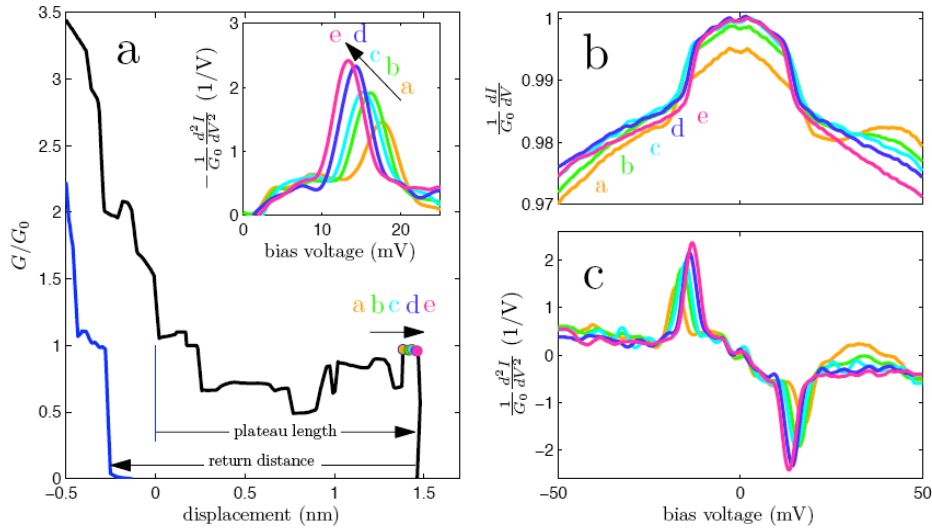 a
3.5
3
2.5
2
1.5
1
0.5
0
G/G₀
-0.5 0 0.5 1 1.5
displacement (nm)
a b c d e
plateau length
return distance
3
2
1
0
−1/G₀ d²I/dV² (1/V)
0 10 20
bias voltage (mV)
e d c b a
b
1
0.99
0.98
0.97
1/G₀ dI/dV
-50 0 50
a b c d e
c
2
1
0
-1
-2
1/G₀ d²I/dV² (1/V)
-50 0 50
bias voltage (mV)